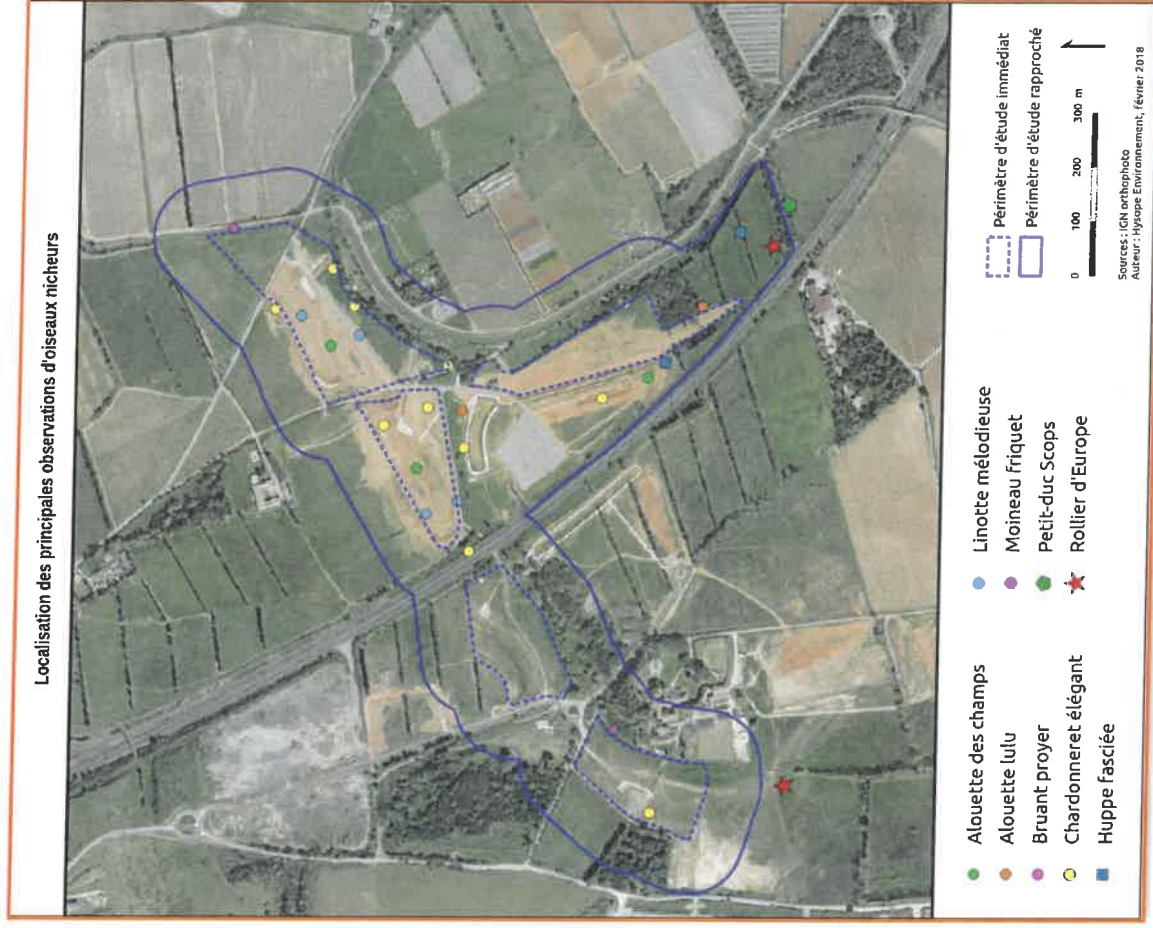 Localisation des principales observations d'oiseaux nicheurs
Alouette des champs
Alouette lulu
Bruant proyer
Chardonneret élégant
Huppe fasciée
Linotte mélodieuse
Moineau friquet
Petit-duc Scops
Rollier d'Europe
Périmètre d'étude immédiat
Périmètre d'étude rapproché
0 100 200 300 m
Sources : IGN orthophoto
Auteur : Hysope Environnement, février 2018